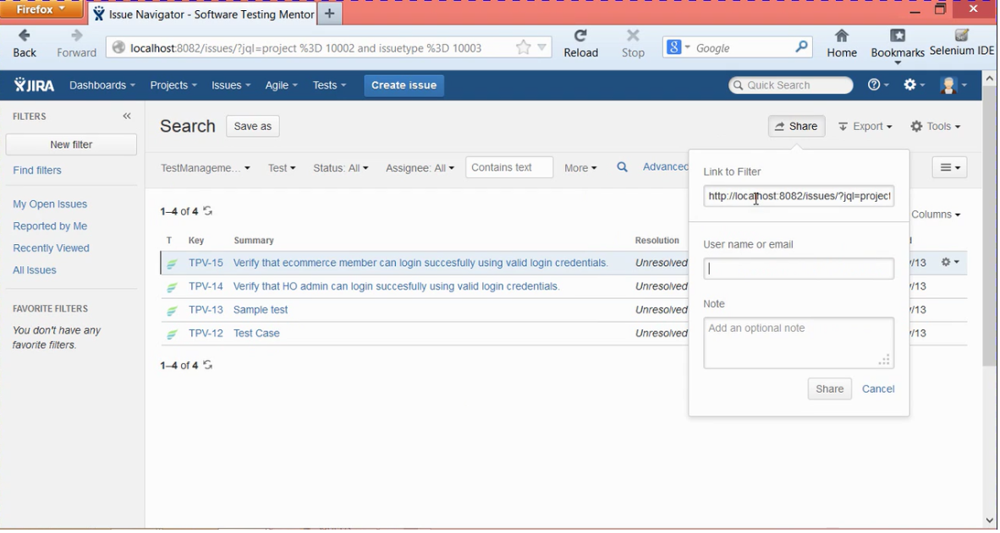 Firefox
Issue Navigator - Software Testing Mentor
Back
Forward
localhost:8082/issues/?jql=project %3D 10002 and issuetype %3D 10003
Reload
Stop
Google
Home
Bookmarks
Selenium IDE
JIRA
Dashboards
Projects
Issues
Agile
Tests
Create issue
Quick Search
FILTERS
New filter
Find filters
My Open Issues
Reported by Me
Recently Viewed
All Issues
FAVORITE FILTERS
You don't have any
favorite filters.
Search
Save as
Share
Export
Tools
TestManageme...
Test
Status: All
Assignee: All
Contains text
More
Advanced
Columns
1–4 of 4
T Key Summary Resolution
TPV-15 Verify that ecommerce member can login succesfully using valid login credentials. Unresolved /13
TPV-14 Verify that HO admin can login succesfully using valid login credentials. Unresolved /13
TPV-13 Sample test Unresolved /13
TPV-12 Test Case Unresolved /13
1–4 of 4
Link to Filter
http://localhost:8082/issues/?jql=project
User name or email
Note
Add an optional note
Share
Cancel